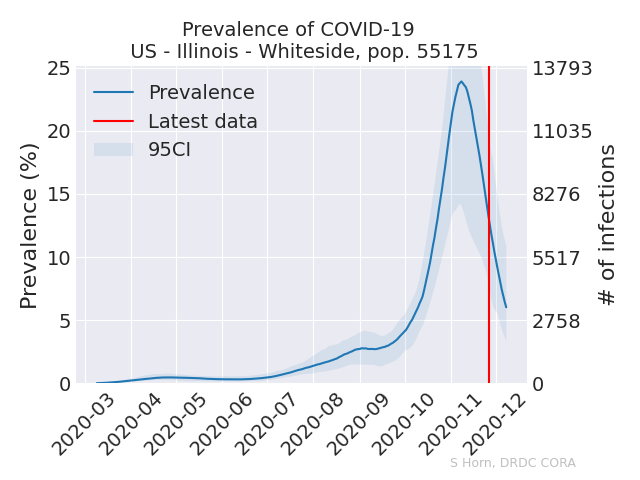 Prevalence of COVID-19
US - Illinois - Whiteside, pop. 55175
Prevalence
Latest data
95CI
Prevalence (%)
25
20
15
10
5
0
13793
11035
8276
5517
2758
0
# of infections
2020-03
2020-04
2020-05
2020-06
2020-07
2020-08
2020-09
2020-10
2020-11
2020-12
S Horn, DRDC CORA